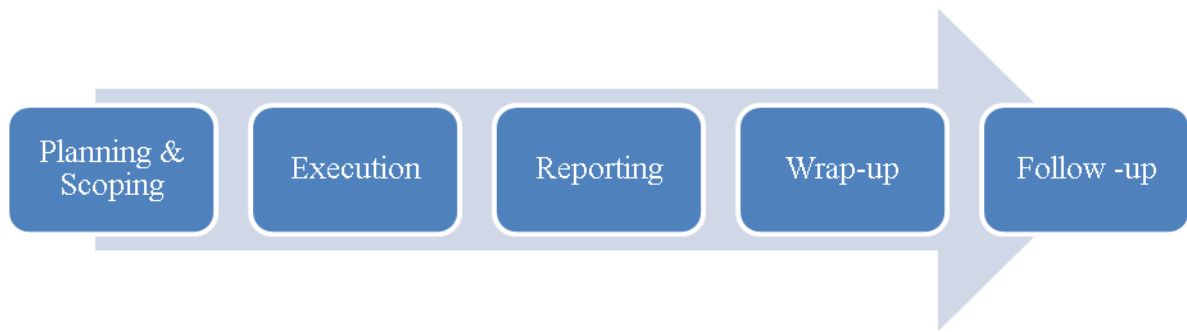 Planning &
Scoping
Execution
Reporting
Wrap-up
Follow -up